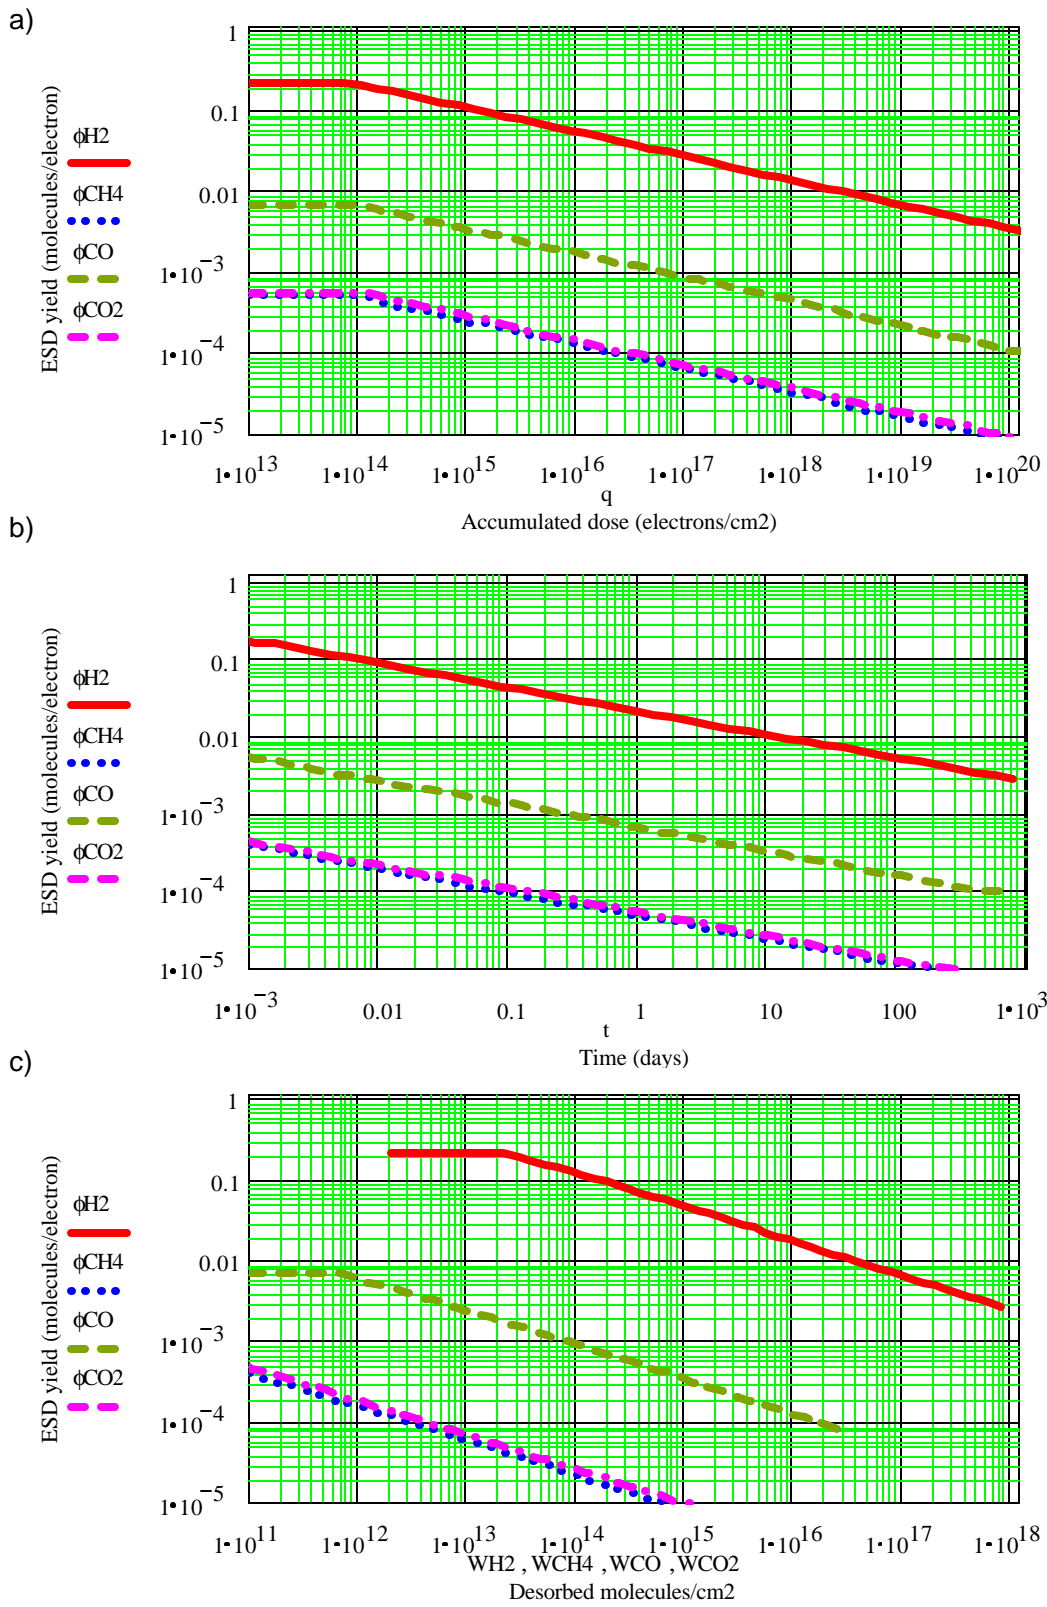 a)
1
0.1
0.01
1•10⁻³
1•10⁻⁴
1•10⁻⁵
ESD yield (molecules/electron)
ϕH2
ϕCH4
ϕCO
ϕCO2
1•10¹³ 1•10¹⁴ 1•10¹⁵ 1•10¹⁶ 1•10¹⁷ 1•10¹⁸ 1•10¹⁹ 1•10²⁰
q
Accumulated dose (electrons/cm2)
b)
1
0.1
0.01
1•10⁻³
1•10⁻⁴
1•10⁻⁵
ESD yield (molecules/electron)
ϕH2
ϕCH4
ϕCO
ϕCO2
1•10⁻³ 0.01 0.1 1 10 100 1•10³
t
Time (days)
c)
1
0.1
0.01
1•10⁻³
1•10⁻⁴
1•10⁻⁵
ESD yield (molecules/electron)
ϕH2
ϕCH4
ϕCO
ϕCO2
1•10¹¹ 1•10¹² 1•10¹³ 1•10¹⁴ 1•10¹⁵ 1•10¹⁶ 1•10¹⁷ 1•10¹⁸
WH2 , WCH4 , WCO , WCO2
Desorbed molecules/cm2